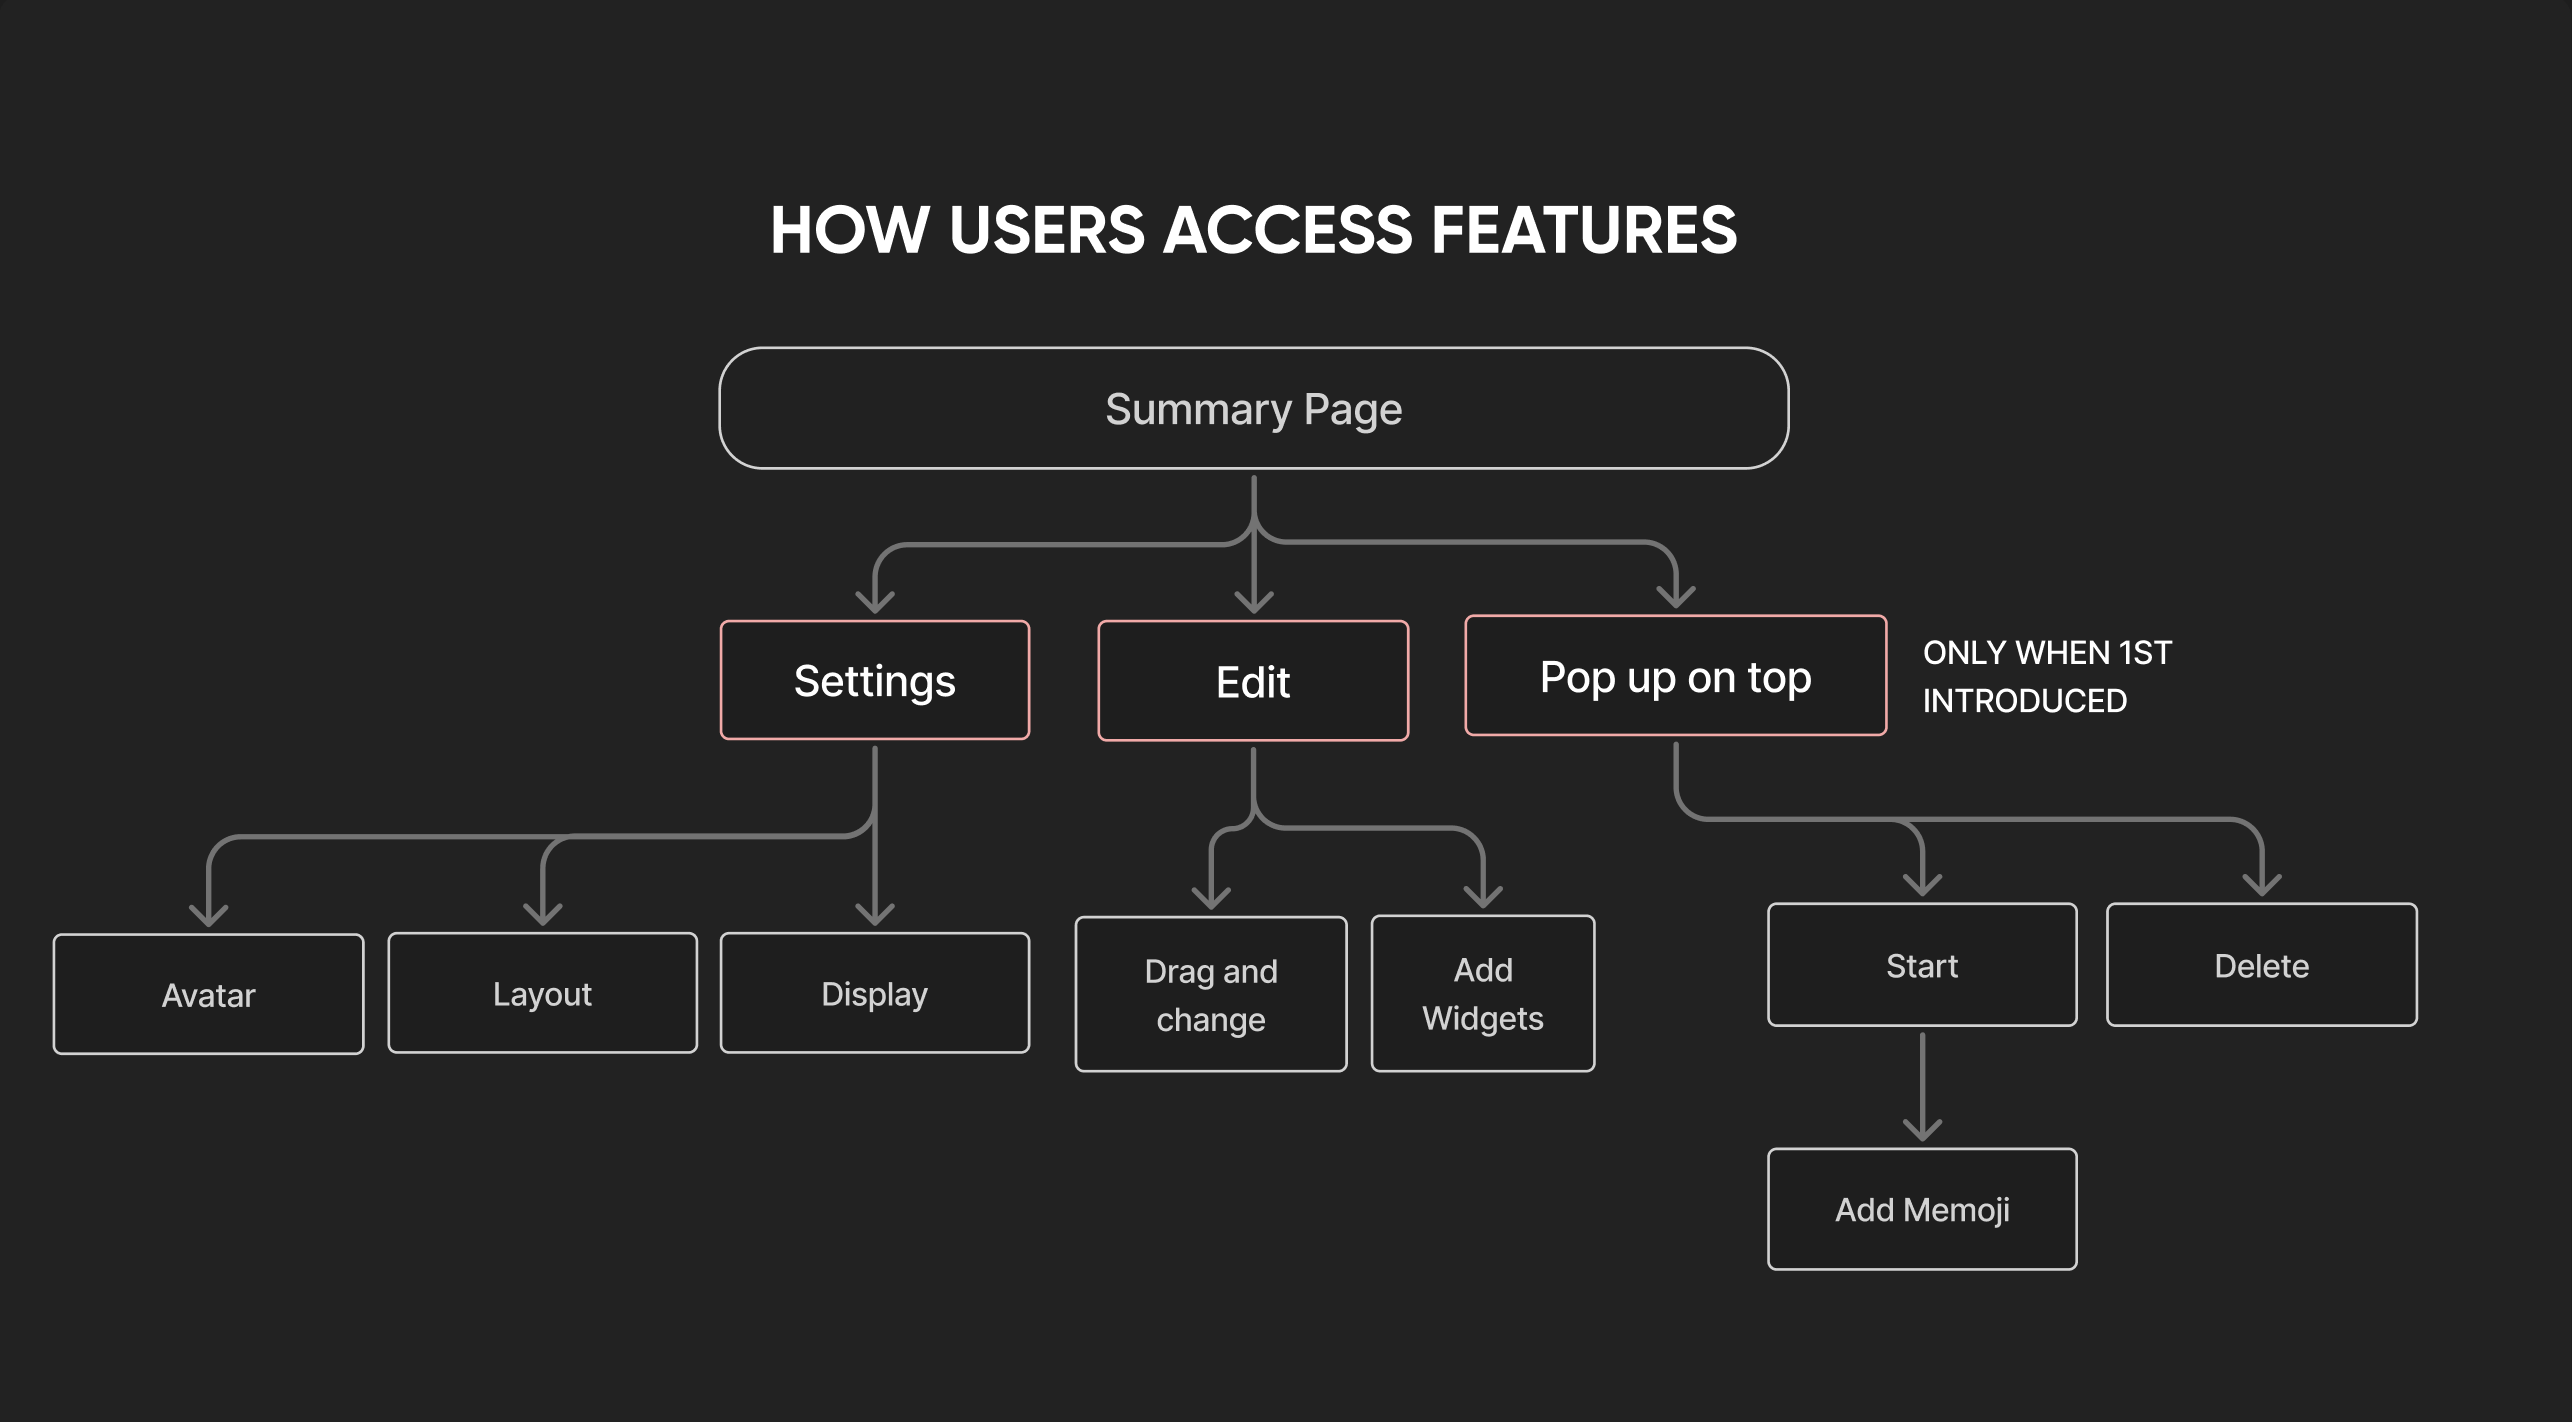 HOW USERS ACCESS FEATURES
Summary Page
Settings
Edit
Pop up on top
ONLY WHEN 1ST
INTRODUCED
Avatar
Layout
Display
Drag and
change
Add
Widgets
Start
Delete
Add Memoji